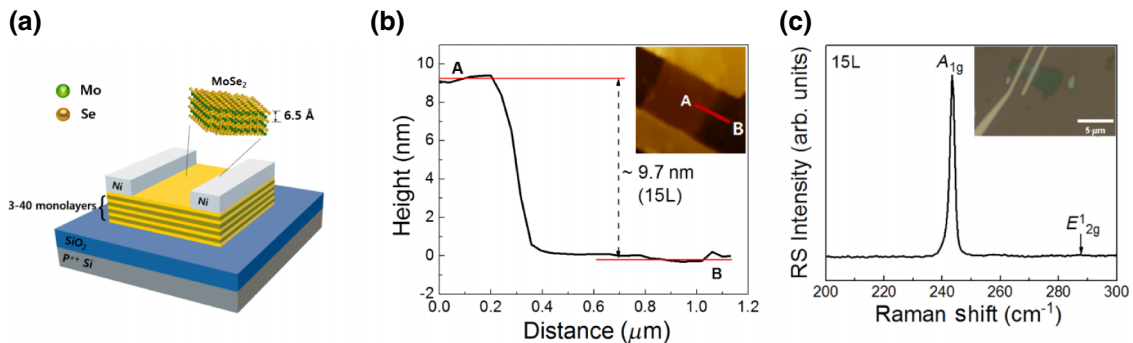 (a)
Mo
Se
MoSe₂
6.5 Å
Ni
Ni
3-40 monolayers
SiO₂
P⁺⁺ Si
(b)
Height (nm)
10
8
6
4
2
0
-2
A
A
B
~ 9.7 nm
(15L)
B
0.0 0.2 0.4 0.6 0.8 1.0 1.2
Distance (μm)
(c)
RS Intensity (arb. units)
15L
A₁g
5 μm
E¹₂g
200 220 240 260 280 300
Raman shift (cm⁻¹)